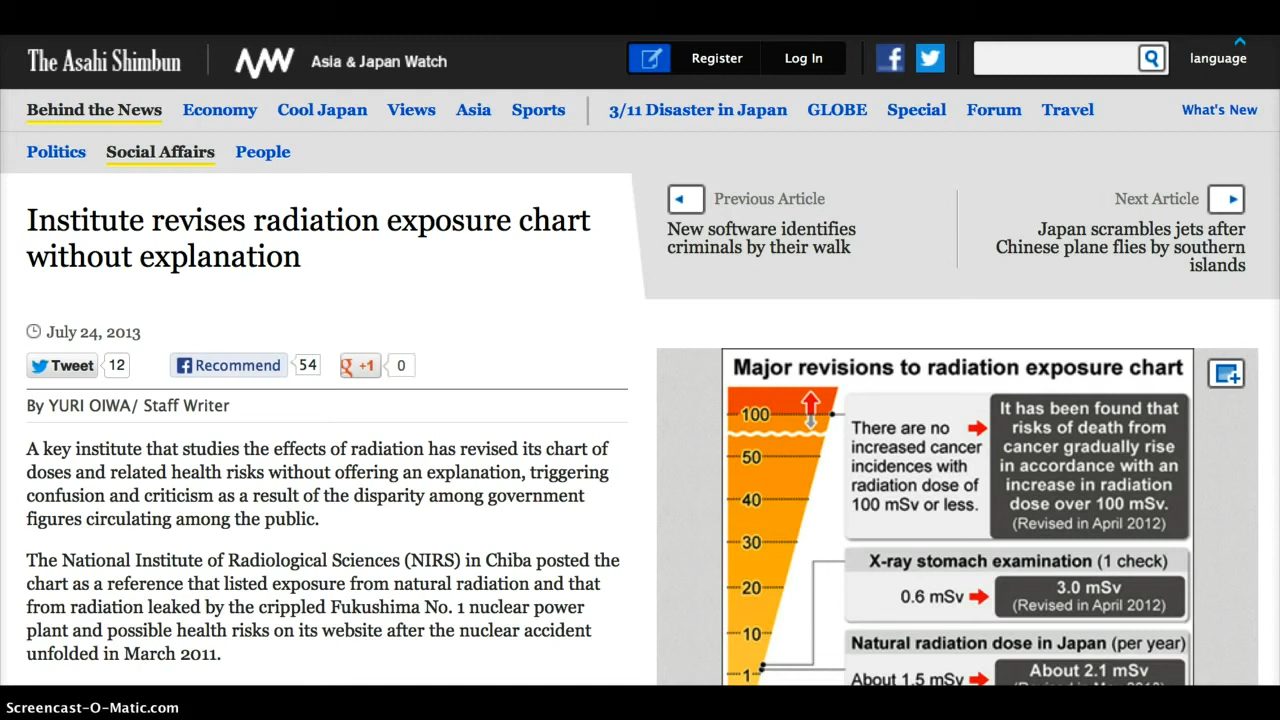 The Asahi Shimbun
AJW Asia & Japan Watch
Register
Log In
language
Behind the News Economy Cool Japan Views Asia Sports 3/11 Disaster in Japan GLOBE Special Forum Travel What's New
Politics Social Affairs People
Institute revises radiation exposure chart
without explanation
Previous Article
New software identifies
criminals by their walk
Next Article
Japan scrambles jets after
Chinese plane flies by southern
islands
July 24, 2013
Tweet 12 Recommend 54 +1 0
By YURI OIWA/ Staff Writer
A key institute that studies the effects of radiation has revised its chart of
doses and related health risks without offering an explanation, triggering
confusion and criticism as a result of the disparity among government
figures circulating among the public.
The National Institute of Radiological Sciences (NIRS) in Chiba posted the
chart as a reference that listed exposure from natural radiation and that
from radiation leaked by the crippled Fukushima No. 1 nuclear power
plant and possible health risks on its website after the nuclear accident
unfolded in March 2011.
Major revisions to radiation exposure chart
100
50
40
30
20
10
1
There are no
increased cancer
incidences with
radiation dose of
100 mSv or less.
It has been found that
risks of death from
cancer gradually rise
in accordance with an
increase in radiation
dose over 100 mSv.
(Revised in April 2012)
X-ray stomach examination (1 check)
0.6 mSv
3.0 mSv
(Revised in April 2012)
Natural radiation dose in Japan (per year)
About 1.5 mSv
About 2.1 mSv
Screencast-O-Matic.com